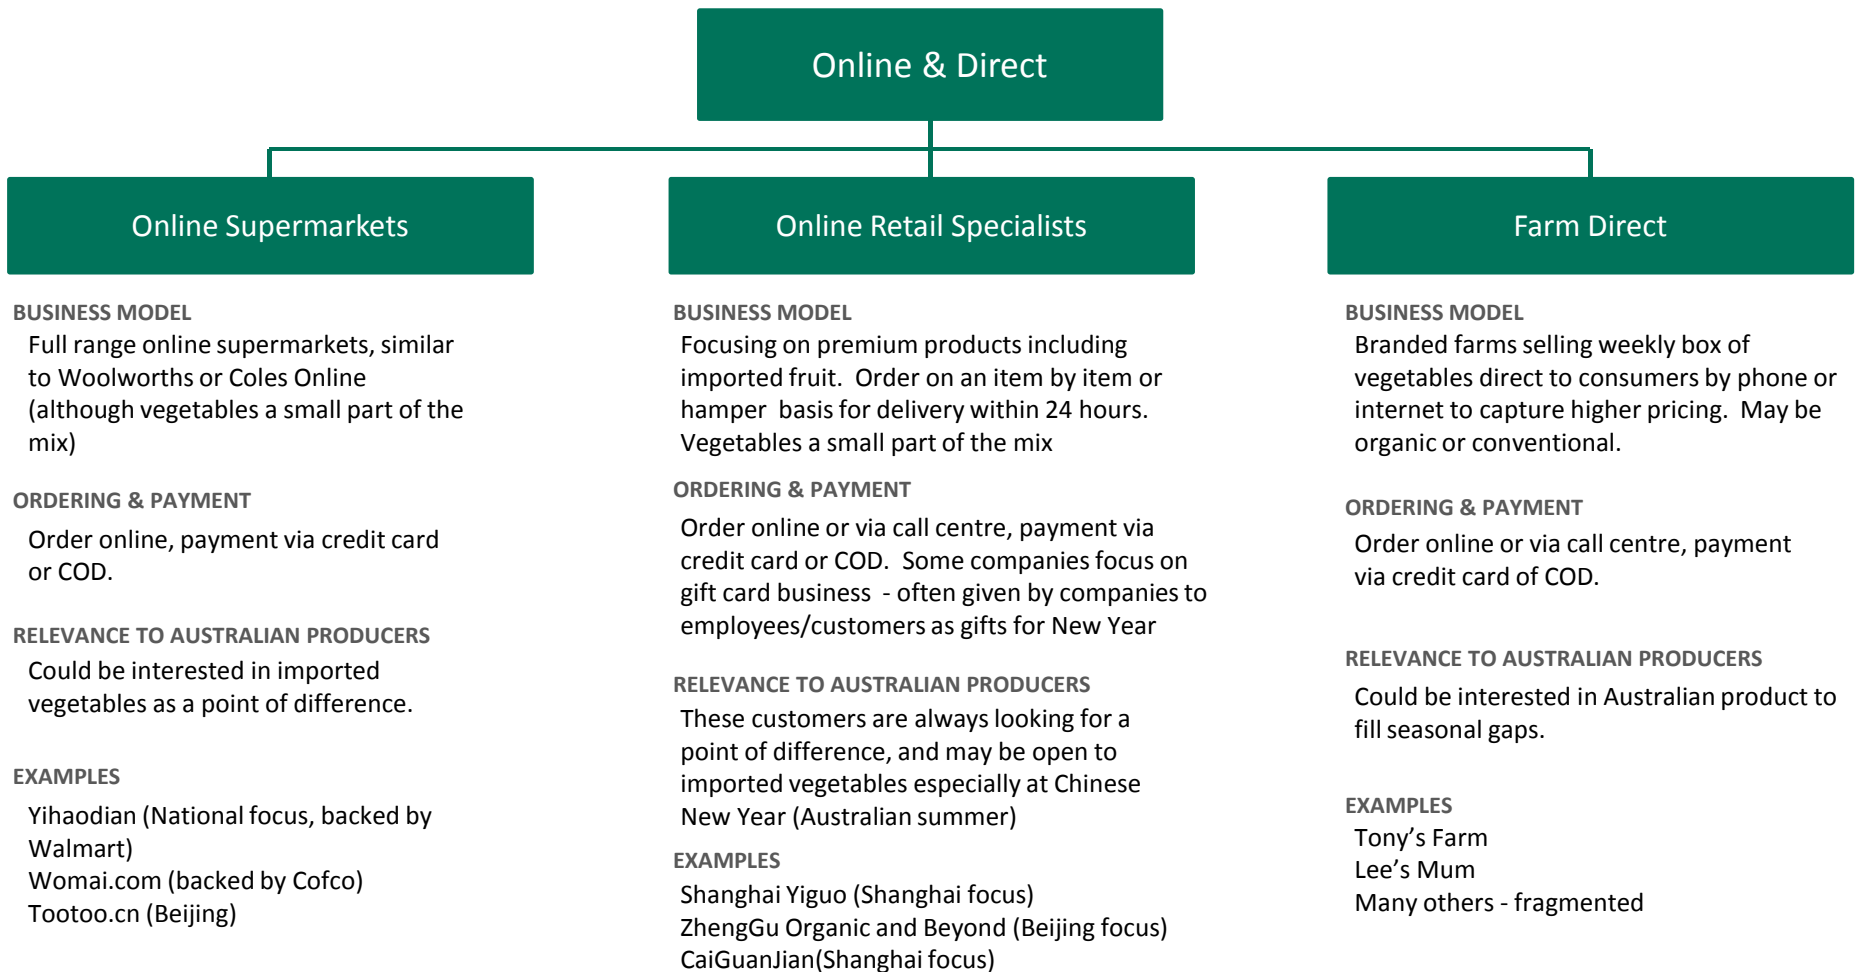 Online & Direct
Online Supermarkets
BUSINESS MODEL
Full range online supermarkets, similar
to Woolworths or Coles Online
(although vegetables a small part of the
mix)
ORDERING & PAYMENT
Order online, payment via credit card
or COD.
RELEVANCE TO AUSTRALIAN PRODUCERS
Could be interested in imported
vegetables as a point of difference.
EXAMPLES
Yihaodian (National focus, backed by
Walmart)
Womai.com (backed by Cofco)
Tootoo.cn (Beijing)
Online Retail Specialists
BUSINESS MODEL
Focusing on premium products including
imported fruit.  Order on an item by item or
hamper  basis for delivery within 24 hours.
Vegetables a small part of the mix
ORDERING & PAYMENT
Order online or via call centre, payment via
credit card or COD.  Some companies focus on
gift card business  - often given by companies to
employees/customers as gifts for New Year
RELEVANCE TO AUSTRALIAN PRODUCERS
These customers are always looking for a
point of difference, and may be open to
imported vegetables especially at Chinese
New Year (Australian summer)
EXAMPLES
Shanghai Yiguo (Shanghai focus)
ZhengGu Organic and Beyond (Beijing focus)
CaiGuanJian(Shanghai focus)
Farm Direct
BUSINESS MODEL
Branded farms selling weekly box of
vegetables direct to consumers by phone or
internet to capture higher pricing.  May be
organic or conventional.
ORDERING & PAYMENT
Order online or via call centre, payment
via credit card of COD.
RELEVANCE TO AUSTRALIAN PRODUCERS
Could be interested in Australian product to
fill seasonal gaps.
EXAMPLES
Tony’s Farm
Lee’s Mum
Many others - fragmented